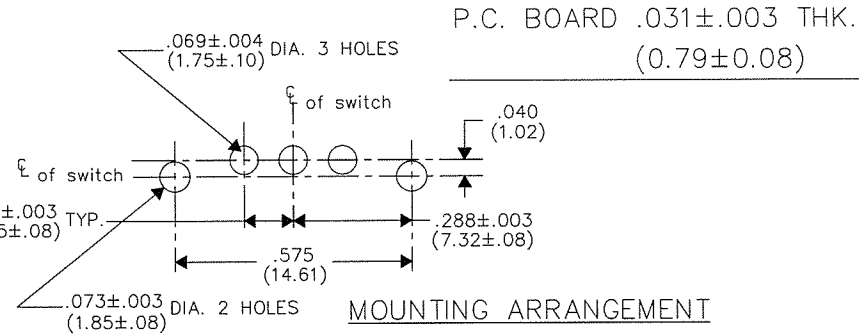 P.C. BOARD .031±.003 THK.
(0.79±0.08)
.069±.004 DIA. 3 HOLES
(1.75±.10)
℄ of switch
.040
(1.02)
℄ of switch
±.003 TYP.
5±.08)
.288±.003
(7.32±.08)
.575
(14.61)
.073±.003 DIA. 2 HOLES
(1.85±.08)
MOUNTING ARRANGEMENT